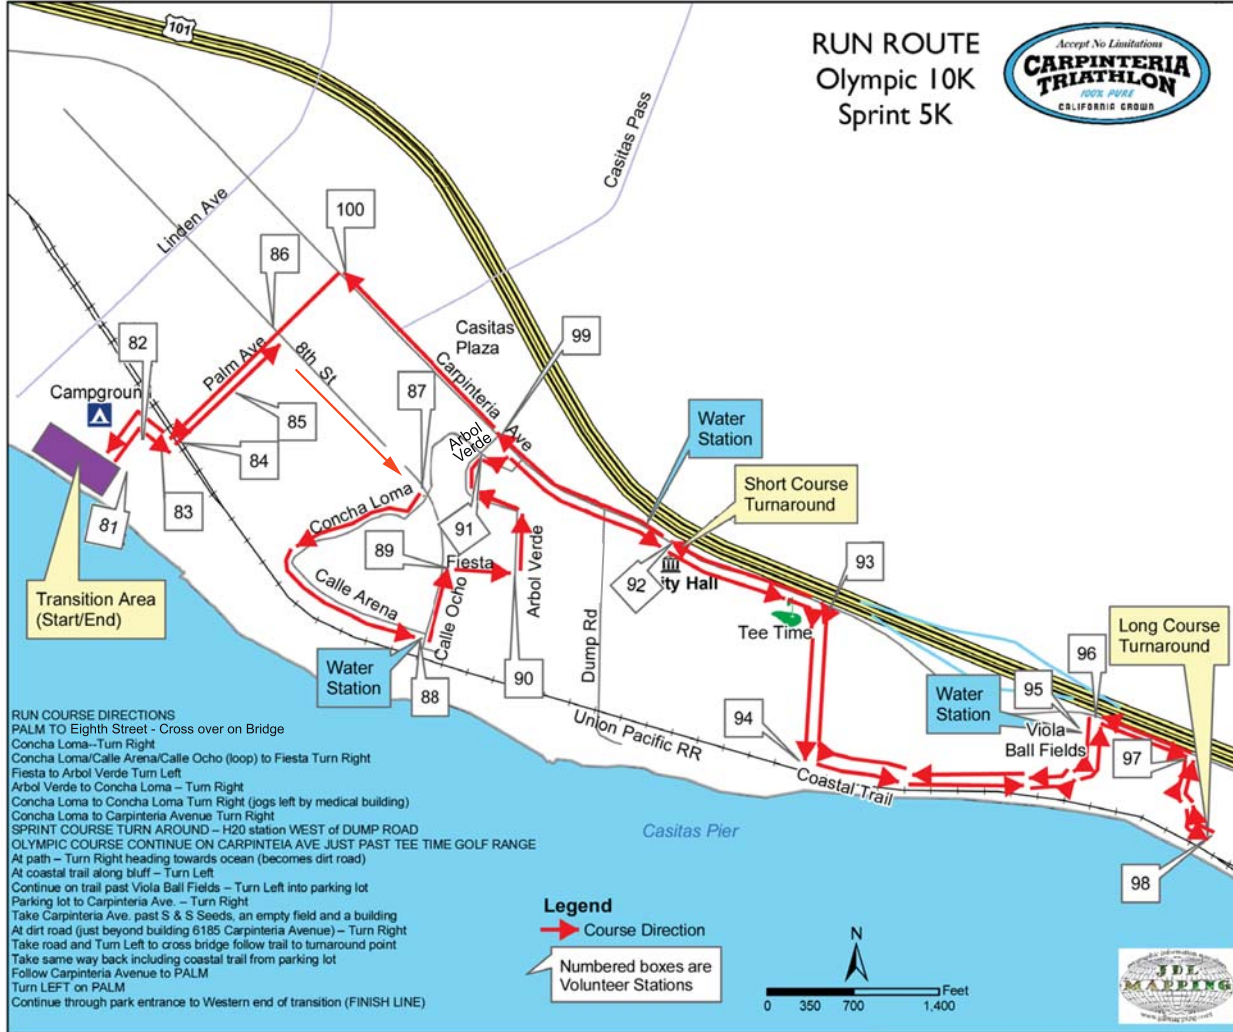 RUN ROUTE
Olympic 10K
Sprint 5K
Accept No Limitations
CARPINTERIA
TRIATHLON
100% PURE
CALIFORNIA GROWN
101
Casitas Pass
Linden Ave
100
86
82
Campground
Palm Ave
8th St
87
Casitas
Plaza
99
Carpinteria
Ave
Arbol
Verde
Water
Station
Short Course
Turnaround
85
84
83
81
Concha Loma
91
89
Fiesta
Arbol Verde
92
ity Hall
93
Transition Area
(Start/End)
Calle Arena
Calle Ocho
Dump Rd
Tee Time
Long Course
Turnaround
Water
Station
88
90
96
95
Water
Station
Viola
Ball Fields
94
97
Union Pacific RR
Coastal Trail
Casitas Pier
98
RUN COURSE DIRECTIONS
PALM TO Eighth Street - Cross over on Bridge
Concha Loma--Turn Right
Concha Loma/Calle Arena/Calle Ocho (loop) to Fiesta Turn Right
Fiesta to Arbol Verde Turn Left
Arbol Verde to Concha Loma – Turn Right
Concha Loma to Concha Loma Turn Right (jogs left by medical building)
Concha Loma to Carpinteria Avenue Turn Right
SPRINT COURSE TURN AROUND – H20 station WEST of DUMP ROAD
OLYMPIC COURSE CONTINUE ON CARPINTEIA AVE JUST PAST TEE TIME GOLF RANGE
At path – Turn Right heading towards ocean (becomes dirt road)
At coastal trail along bluff – Turn Left
Continue on trail past Viola Ball Fields – Turn Left into parking lot
Parking lot to Carpinteria Ave. – Turn Right
Take Carpinteria Ave. past S & S Seeds, an empty field and a building
At dirt road (just beyond building 6185 Carpinteria Avenue) – Turn Right
Take road and Turn Left to cross bridge follow trail to turnaround point
Take same way back including coastal trail from parking lot
Follow Carpinteria Avenue to PALM
Turn LEFT on PALM
Continue through park entrance to Western end of transition (FINISH LINE)
Legend
Course Direction
Numbered boxes are
Volunteer Stations
N
Feet
0 350 700 1,400
JDL
MAPPING